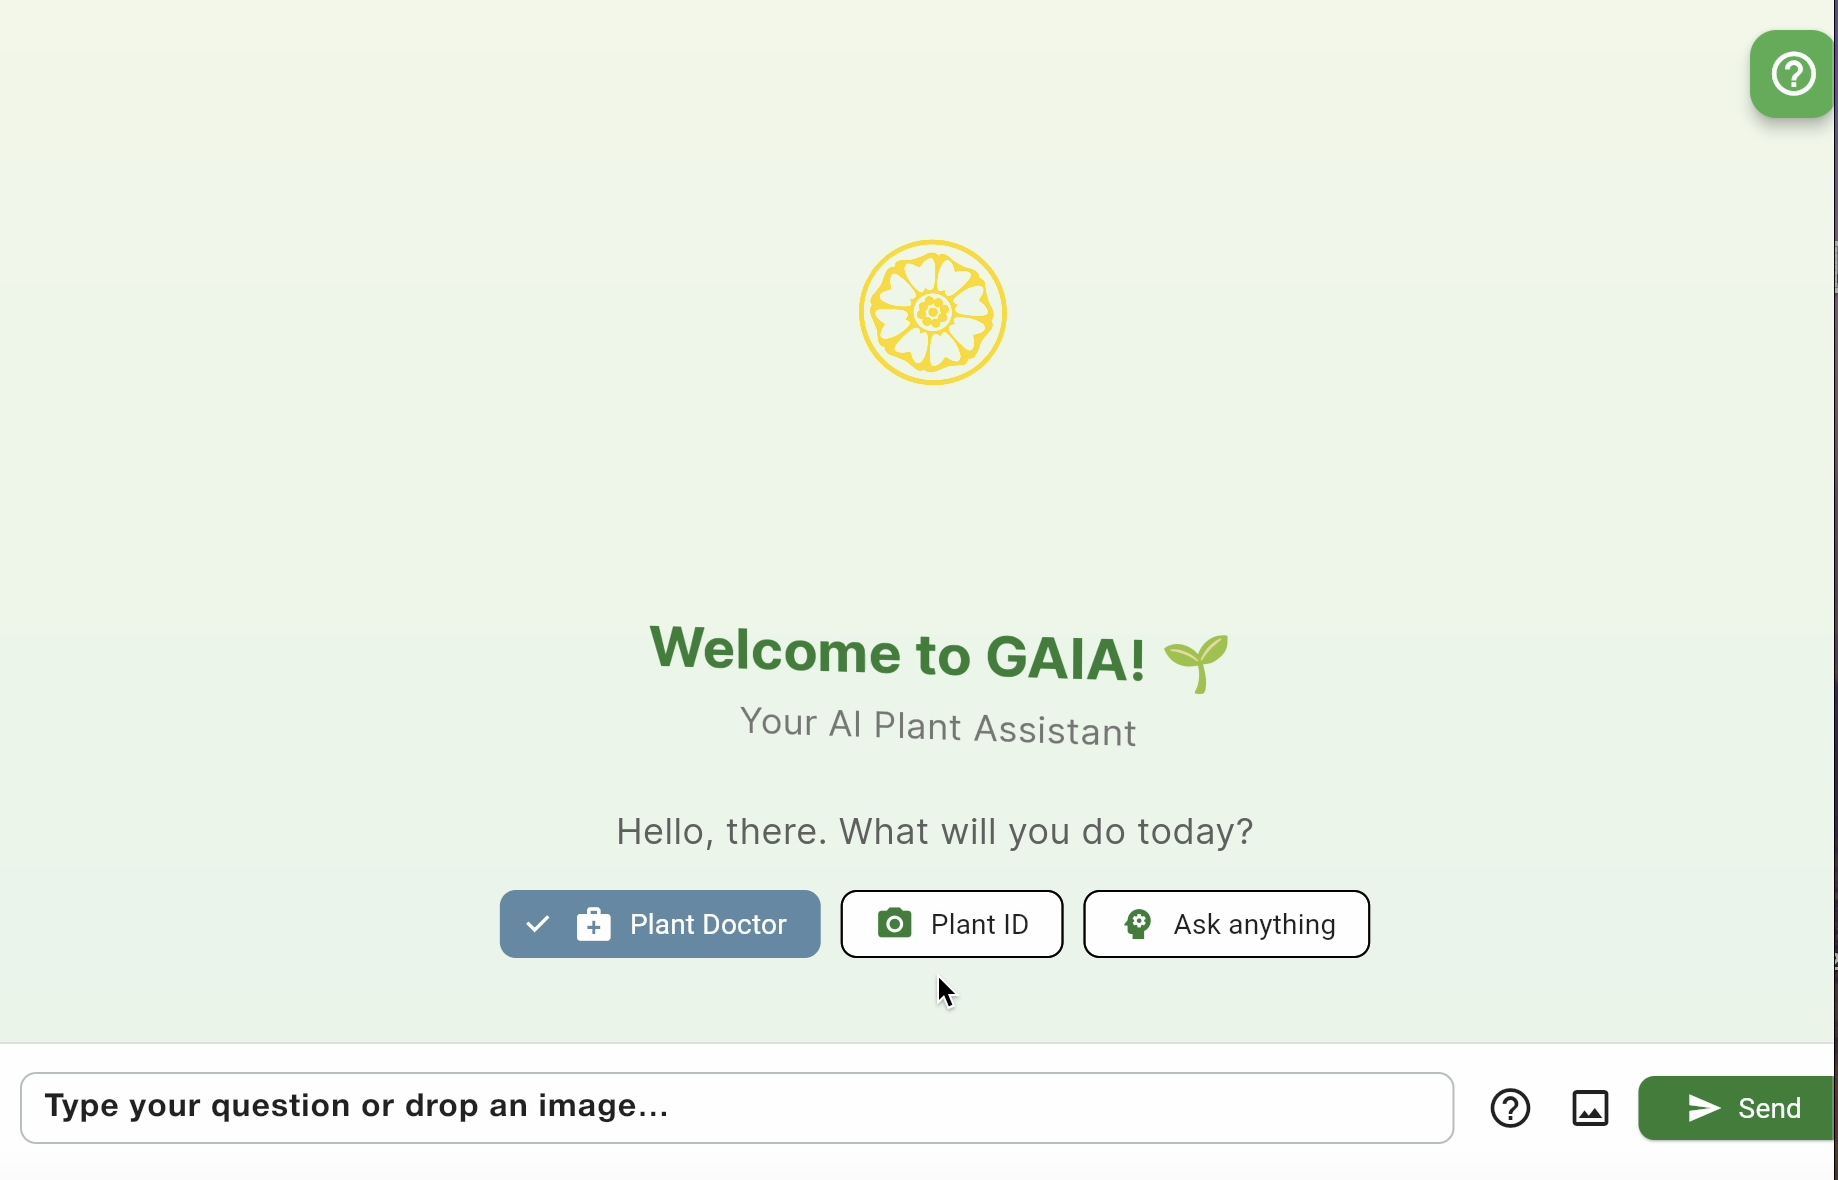 Welcome to GAIA! 🌱
Your AI Plant Assistant
Hello, there. What will you do today?
Plant Doctor
Plant ID
Ask anything
Type your question or drop an image...
Send